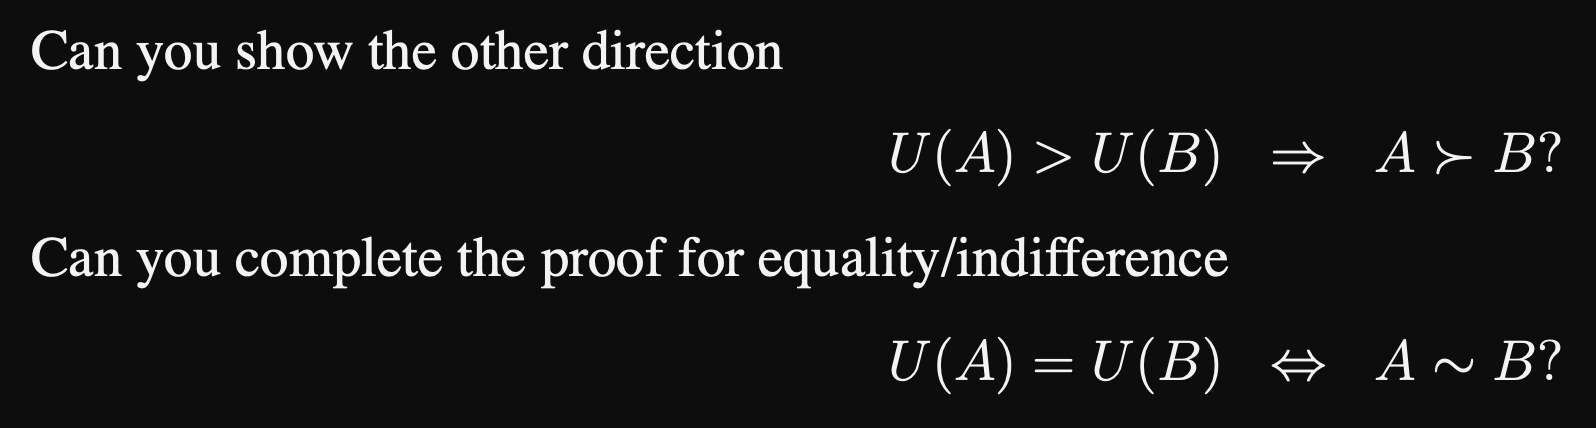 Can you show the other direction
U(A) > U(B) ⇒ A ≻ B?
Can you complete the proof for equality/indifference
U(A) = U(B) ⇔ A ∼ B?